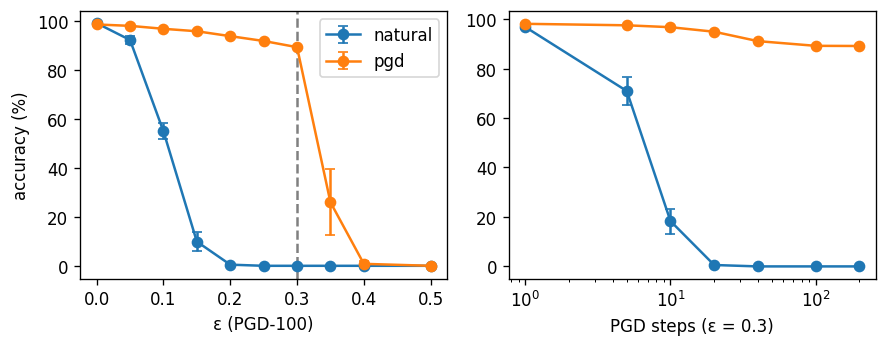 accuracy (%)
100
80
60
40
20
0
0.0 0.1 0.2 0.3 0.4 0.5
ε (PGD-100)
natural
pgd
100
80
60
40
20
0
10⁰ 10¹ 10²
PGD steps (ε = 0.3)